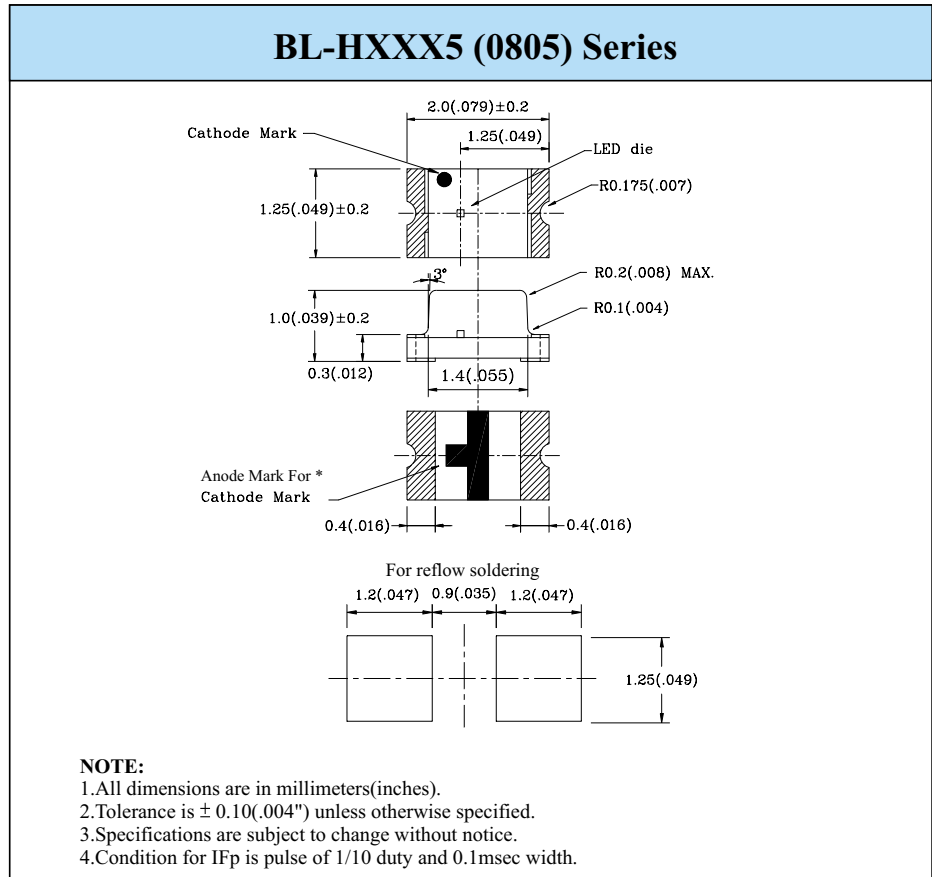 BL-HXXX5 (0805) Series
2.0(.079)±0.2
Cathode Mark
1.25(.049)
LED die
R0.175(.007)
1.25(.049)±0.2
3°
R0.2(.008) MAX.
1.0(.039)±0.2
R0.1(.004)
0.3(.012)
1.4(.055)
Anode Mark For *
Cathode Mark
0.4(.016)
0.4(.016)
For reflow soldering
1.2(.047) 0.9(.035) 1.2(.047)
1.25(.049)
NOTE:
1.All dimensions are in millimeters(inches).
2.Tolerance is ± 0.10(.004") unless otherwise specified.
3.Specifications are subject to change without notice.
4.Condition for IFp is pulse of 1/10 duty and 0.1msec width.